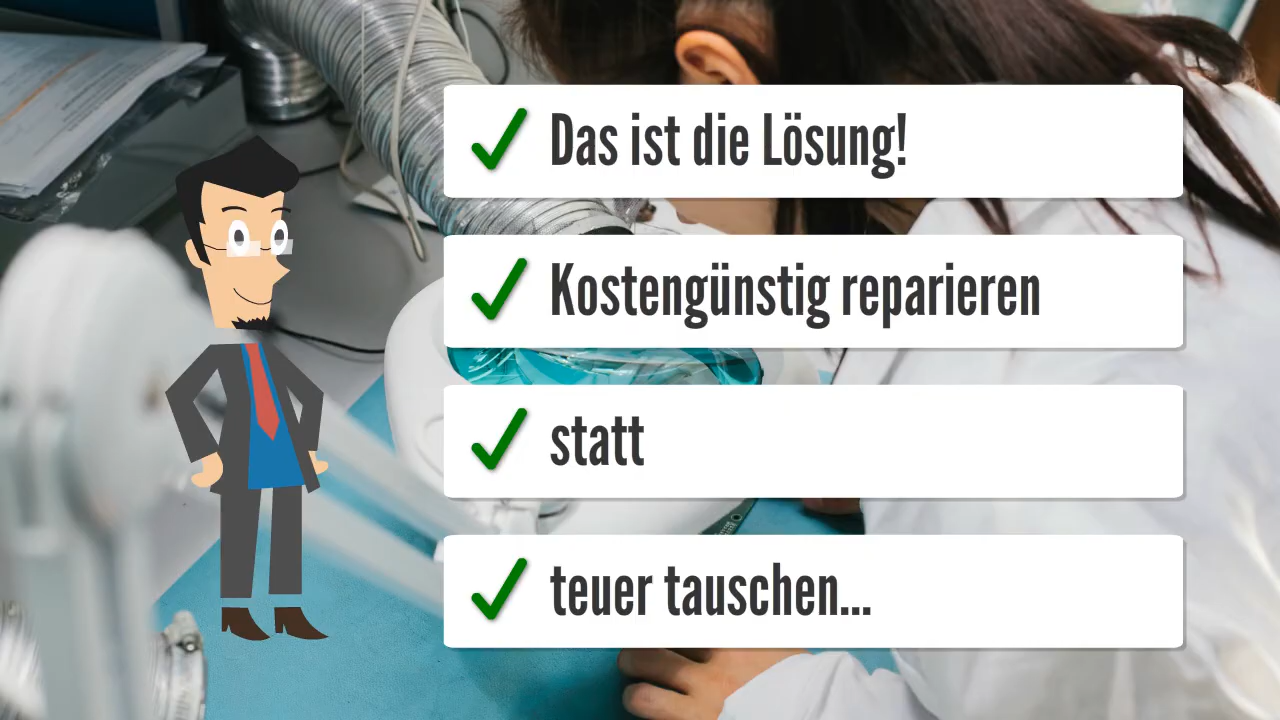 Das ist die Lösung!
Kostengünstig reparieren
statt
teuer tauschen...